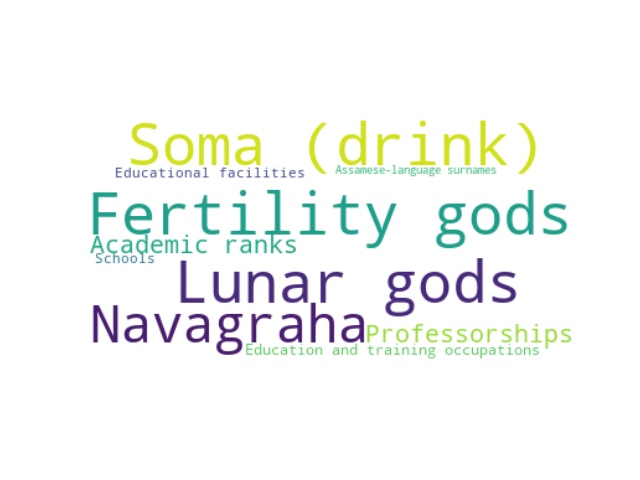 Soma (drink)
Educational facilities
Assamese-language surnames
Fertility gods
Academic ranks
Schools
Lunar gods
Navagraha
Professorships
Education and training occupations